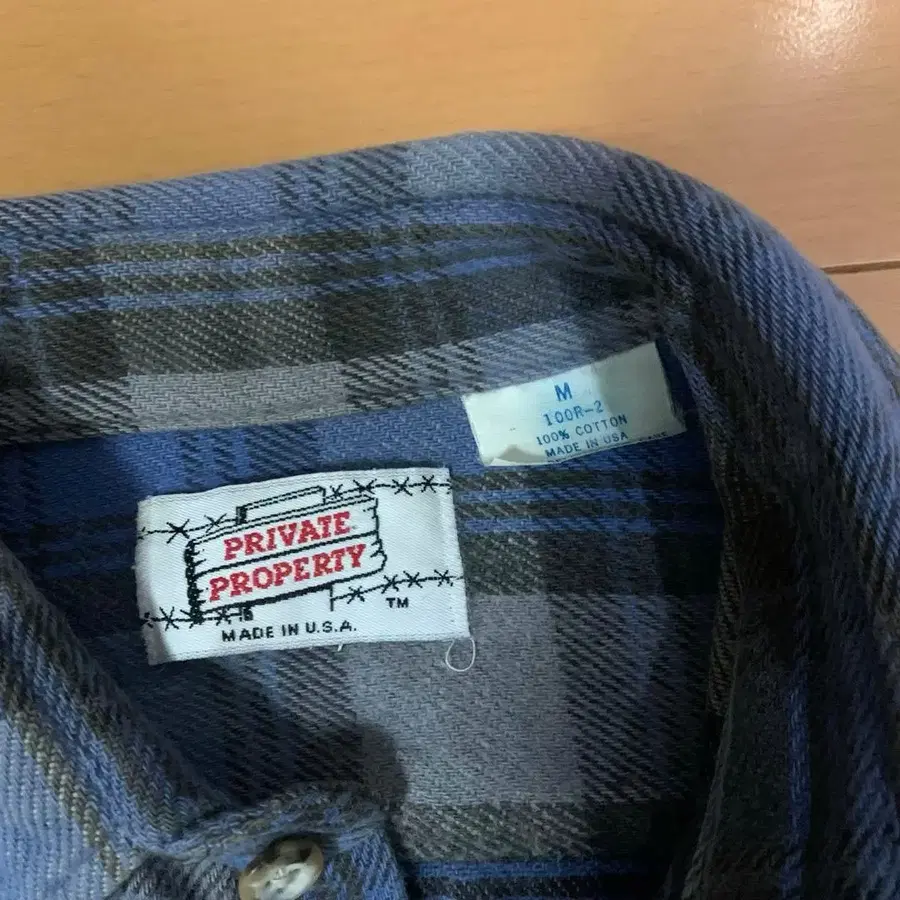 M
100R-2
100% COTTON
MADE IN USA
PRIVATE
PROPERTY
TM
MADE IN U.S.A.